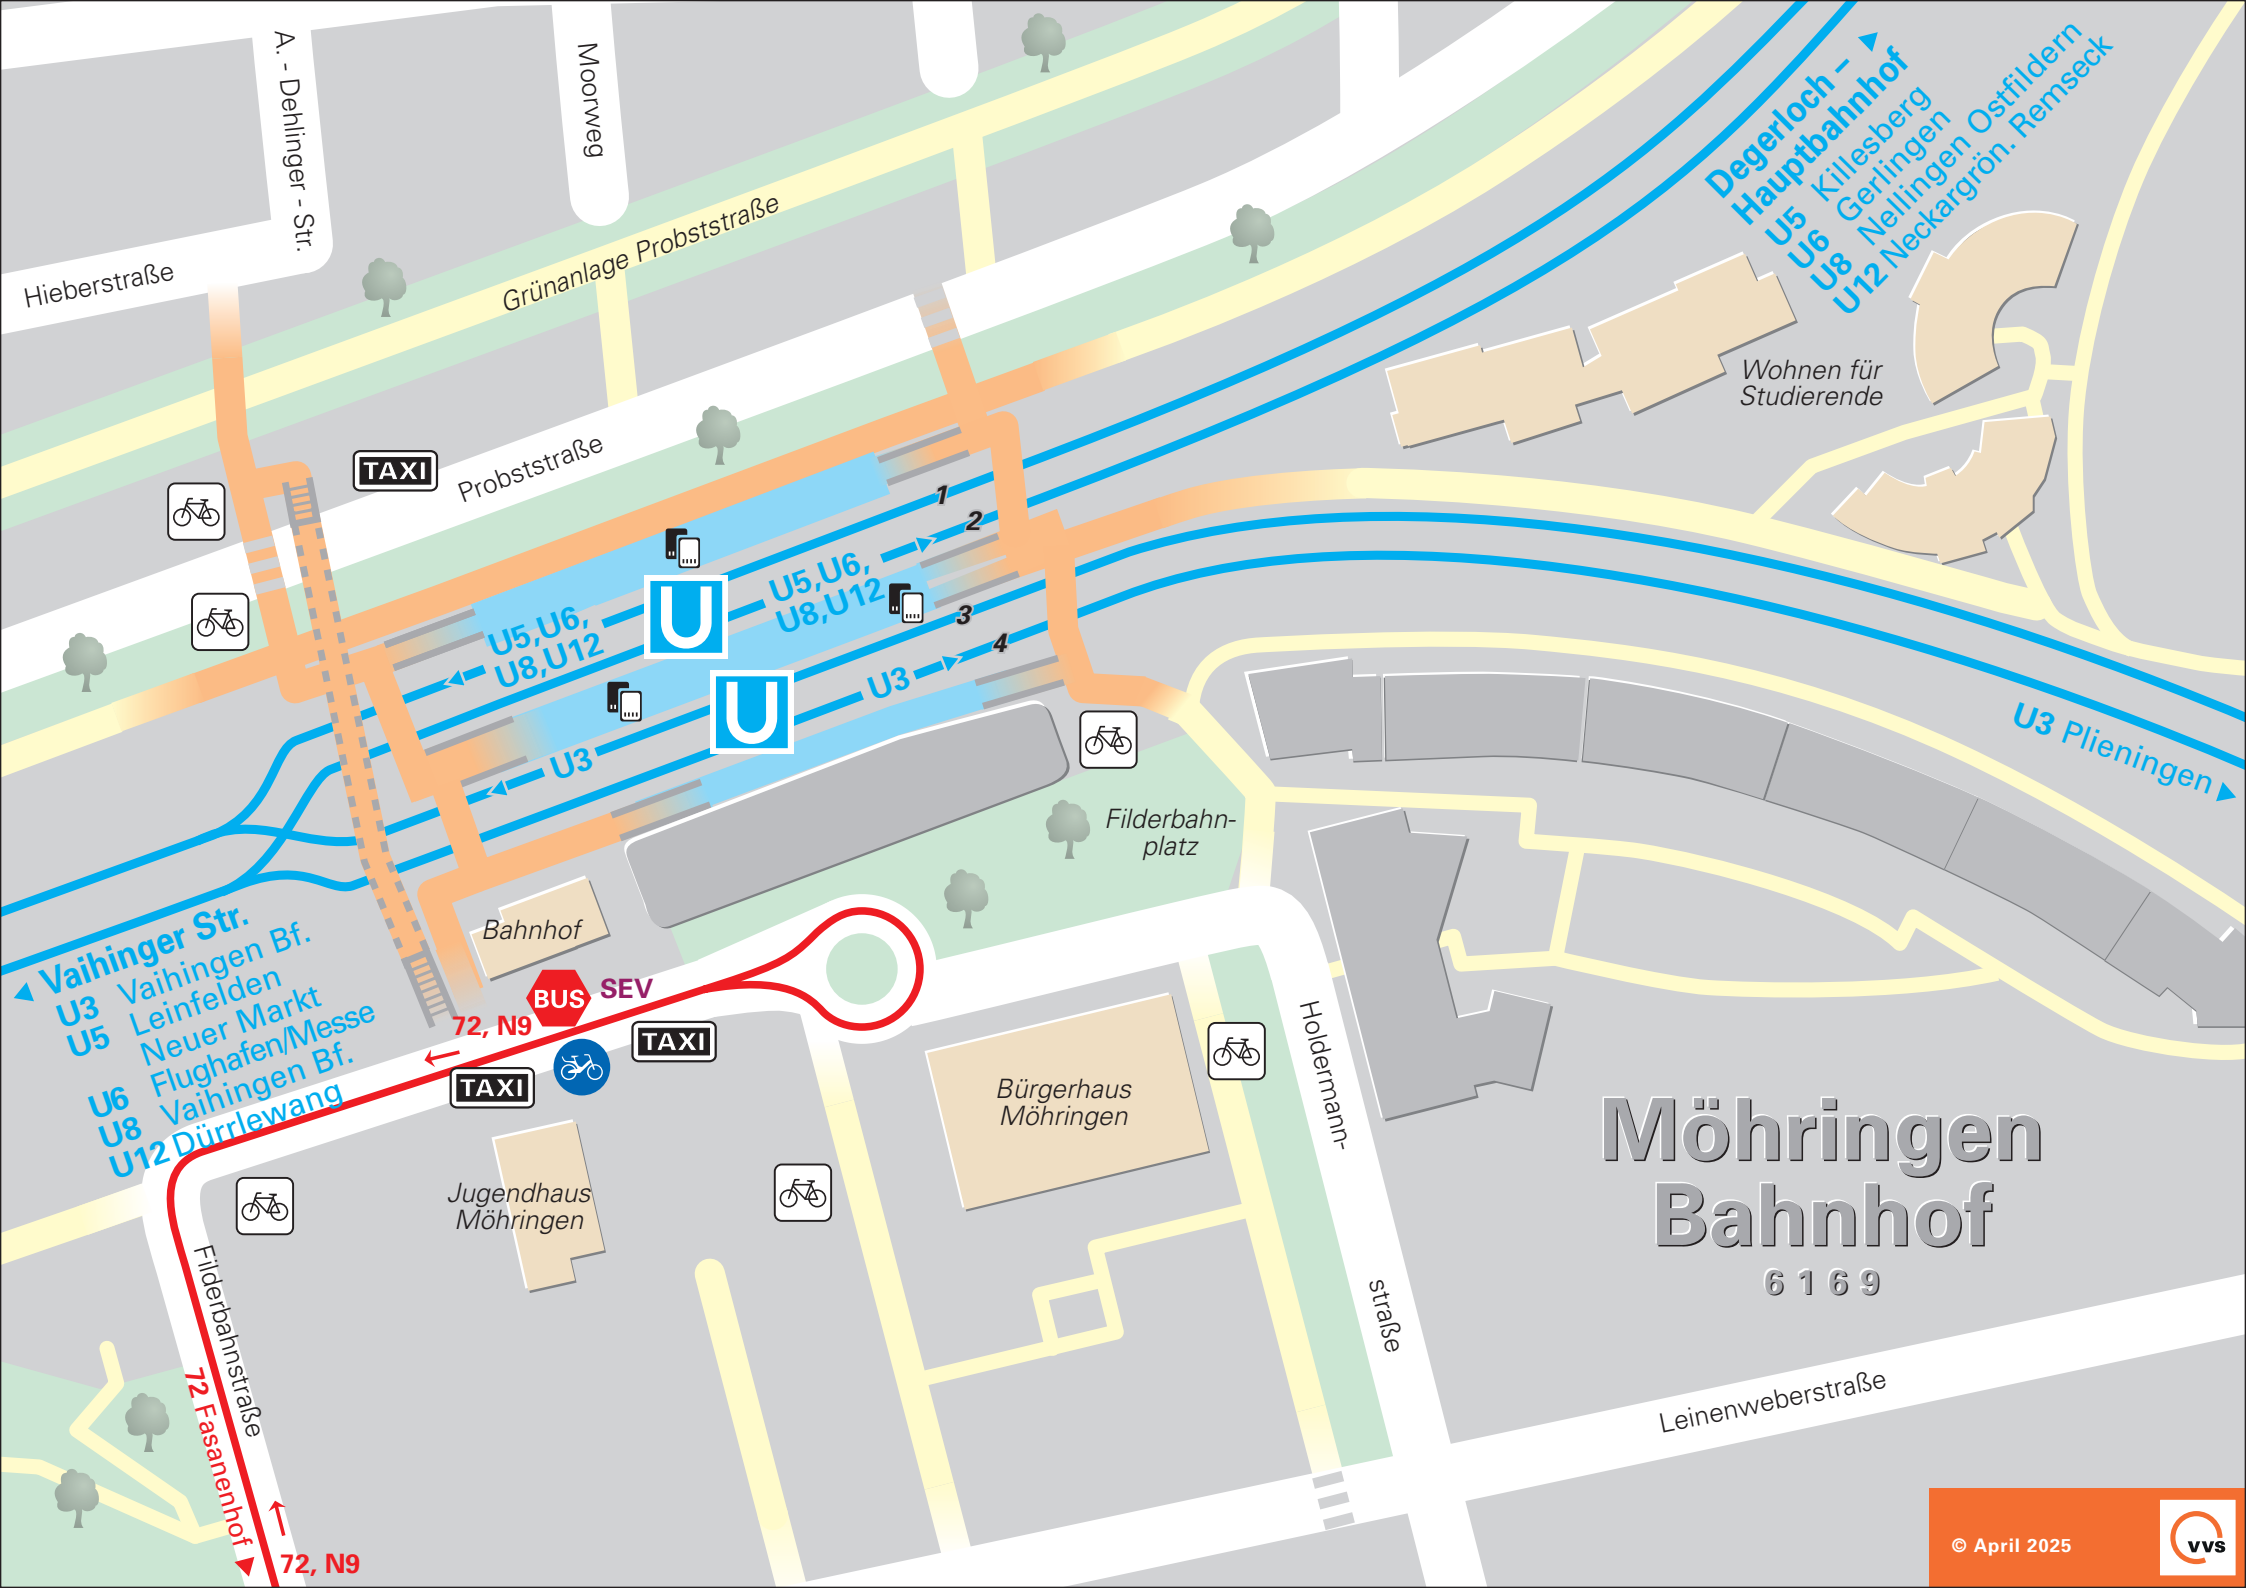 A. - Dehlinger - Str.
Moorweg
Hieberstraße
Grünanlage Probststraße
Degerloch –
Hauptbahnhof
U5 Killesberg
U6 Gerlingen
U8 Nellingen Ostfildern
U12 Neckargrön. Remseck
Wohnen für
Studierende
TAXI
Probststraße
1
2
U5,U6,
U8,U12
U
U5,U6,
U8,U12
3
4
U3
U
U3
U3 Plieningen
Filderbahn-
platz
Bahnhof
Vaihinger Str.
U3 Vaihingen Bf.
U5 Leinfelden
Neuer Markt
U6 Flughafen/Messe
U8 Vaihingen Bf.
U12 Dürrlewang
BUS
SEV
72, N9
TAXI
TAXI
Holdermann-
straße
Bürgerhaus
Möhringen
Jugendhaus
Möhringen
Möhringen
Bahnhof
6169
Filderbahnstraße
72 Fasanenhof
72, N9
Leinenweberstraße
© April 2025
vvs